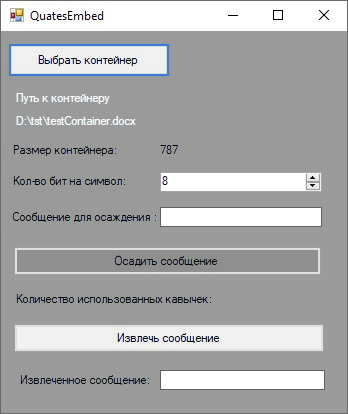 QuatesEmbed
Выбрать контейнер
Путь к контейнеру
D:\tst\testContainer.docx
Размер контейнера: 787
Кол-во бит на символ: 8
Сообщение для осаждения :
Осадить сообщение
Количество использованных кавычек:
Извлечь сообщение
Извлеченное сообщение: